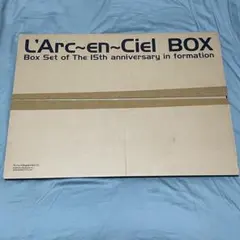 L'Arc~en~Ciel BOX
Box Set of The 15th anniversary in formation